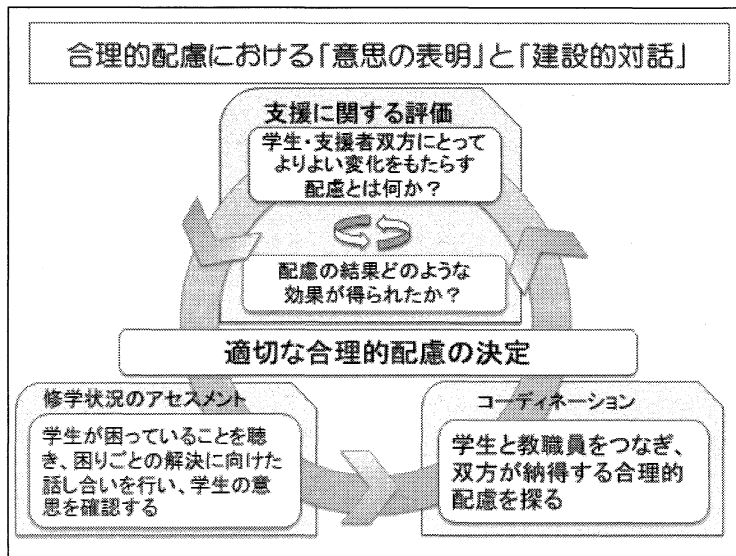 合理的配慮における「意思の表明」と「建設的対話」
支援に関する評価
学生・支援者双方にとって
よりよい変化をもたらす
配慮とは何か？
配慮の結果どのような
効果が得られたか？
適切な合理的配慮の決定
修学状況のアセスメント
学生が困っていることを聴
き、困りごとの解決に向けた
話し合いを行い、学生の意
思を確認する
コーディネーション
学生と教職員をつなぎ、
双方が納得する合理的
配慮を探る